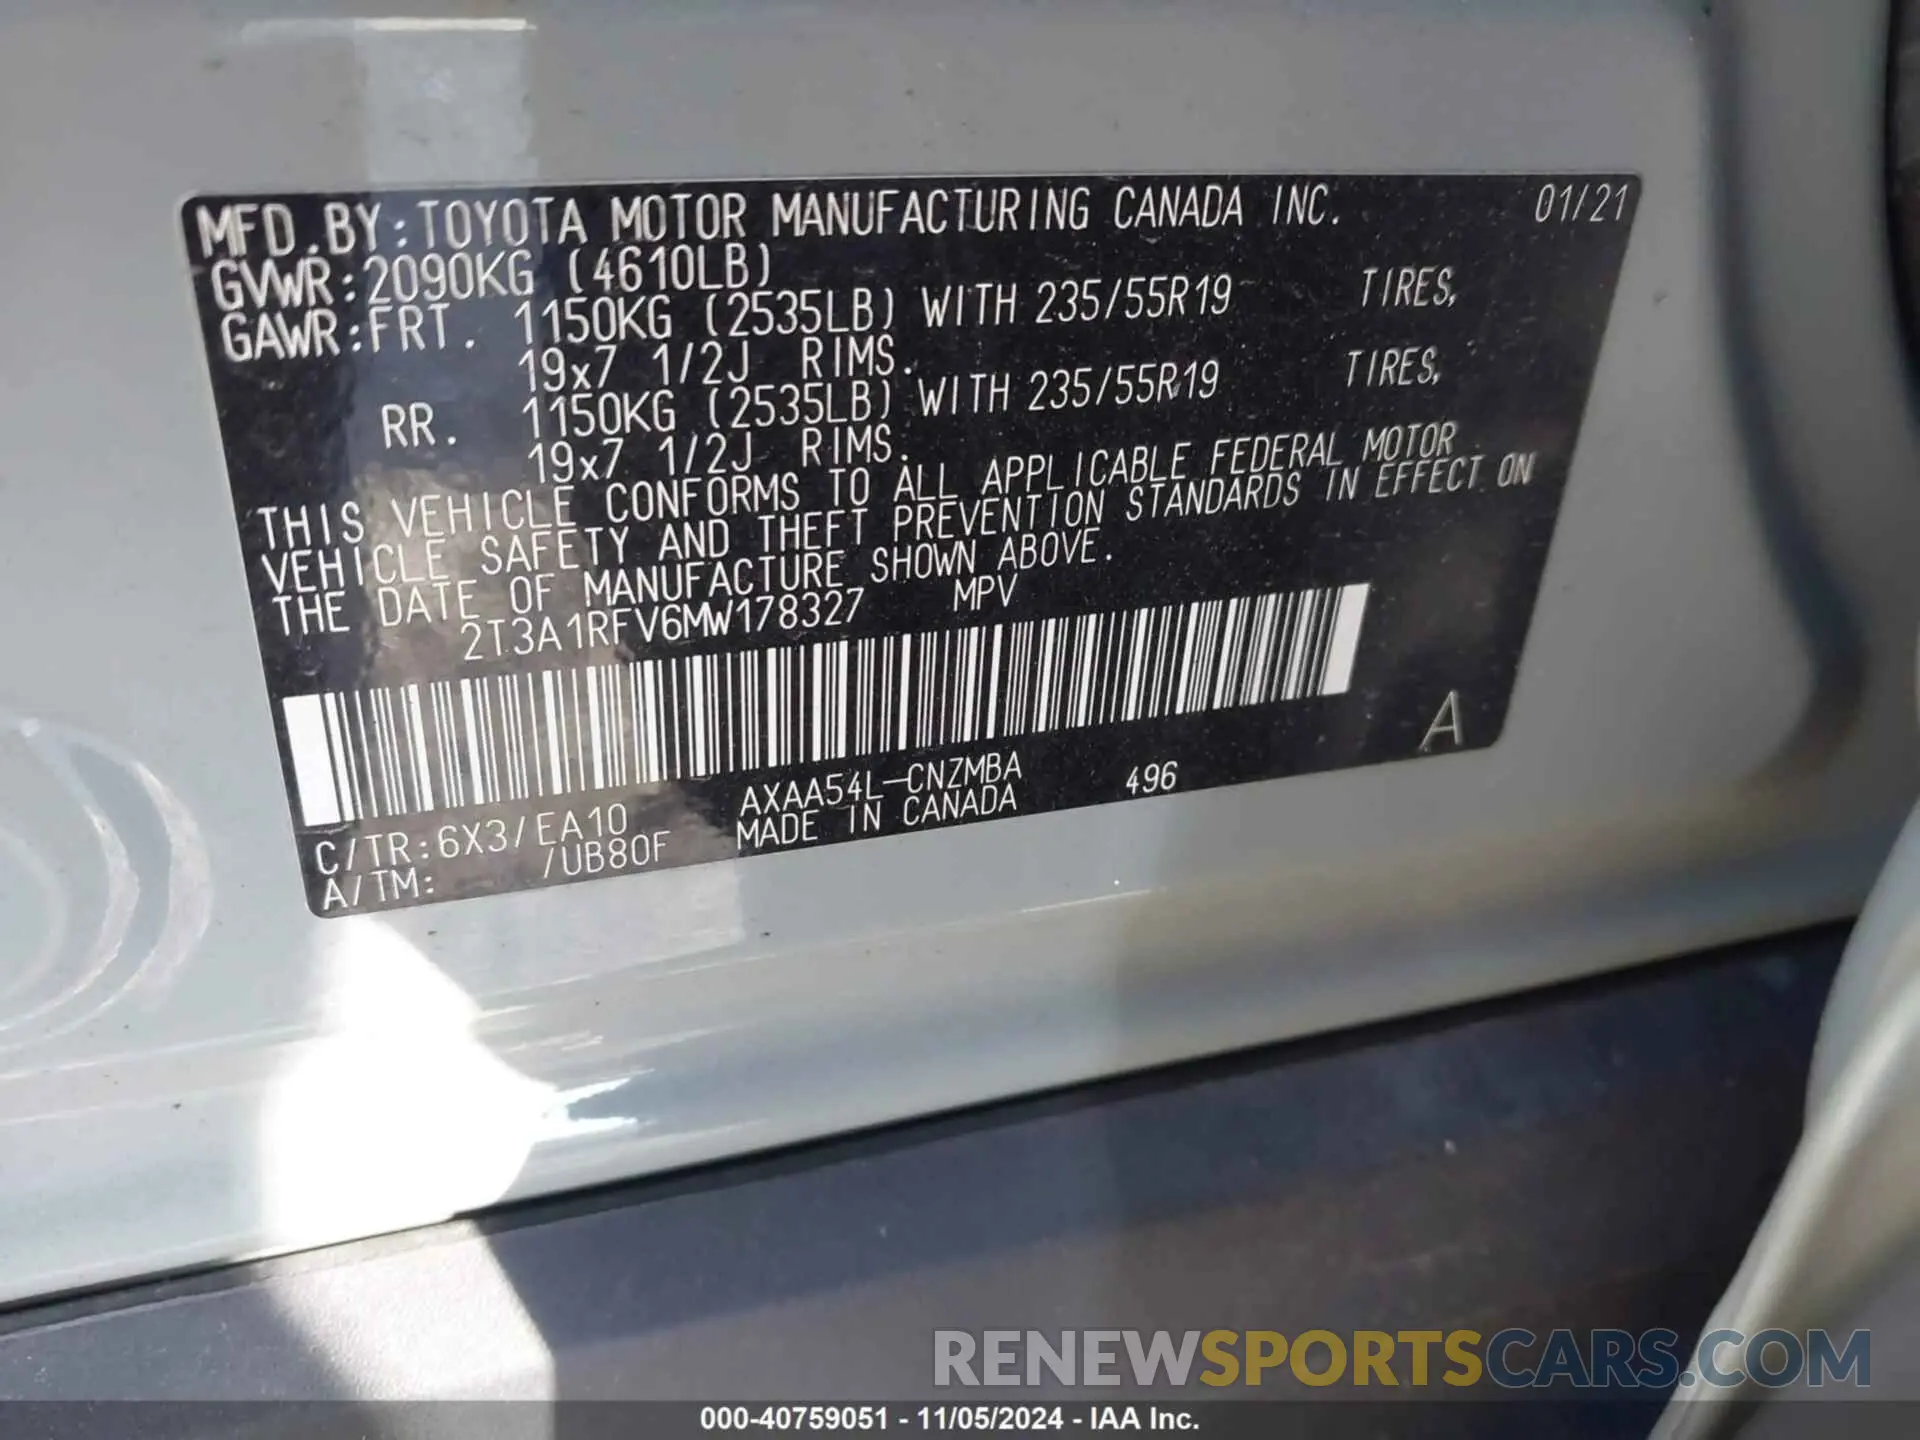 MFD.BY:TOYOTA MOTOR MANUFACTURING CANADA INC. 01/21
GVWR:2090KG (4610LB)
GAWR:FRT. 1150KG (2535LB) WITH 235/55R19 TIRES,
19x7 1/2J RIMS.
RR. 1150KG (2535LB) WITH 235/55R19 TIRES,
19x7 1/2J RIMS.
THIS VEHICLE CONFORMS TO ALL APPLICABLE FEDERAL MOTOR
VEHICLE SAFETY AND THEFT PREVENTION STANDARDS IN EFFECT ON
THE DATE OF MANUFACTURE SHOWN ABOVE.
2T3A1RFV6MW178327 MPV
A
C/TR:6X3/EA10 AXAA54L-CNZMBA 496
A/TM: /UB80F MADE IN CANADA
RENEWSPORTSCARS.COM
000-40759051 - 11/05/2024 - IAA Inc.